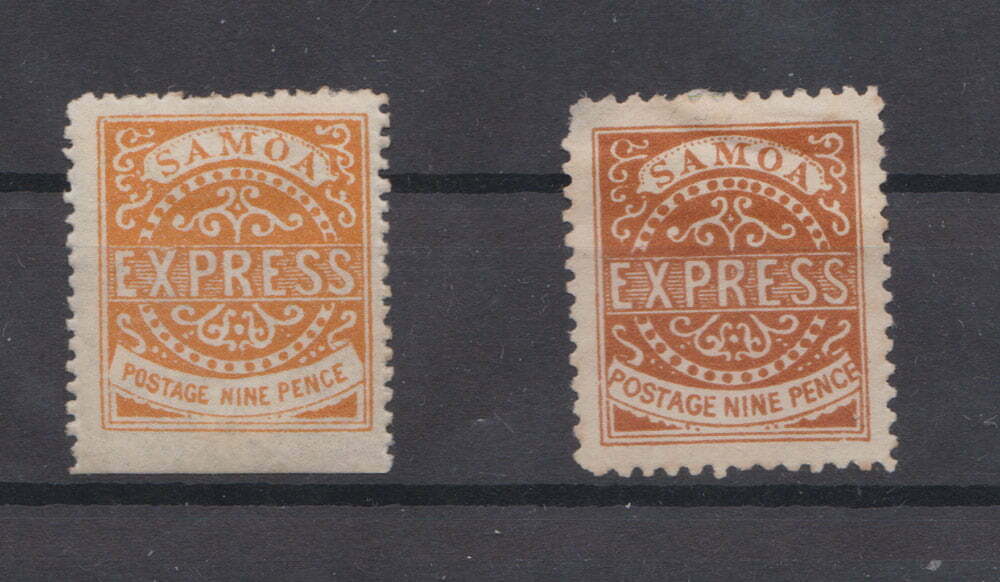 SAMOA
EXPRESS
POSTAGE NINE PENCE
SAMOA
EXPRESS
POSTAGE NINE PENCE